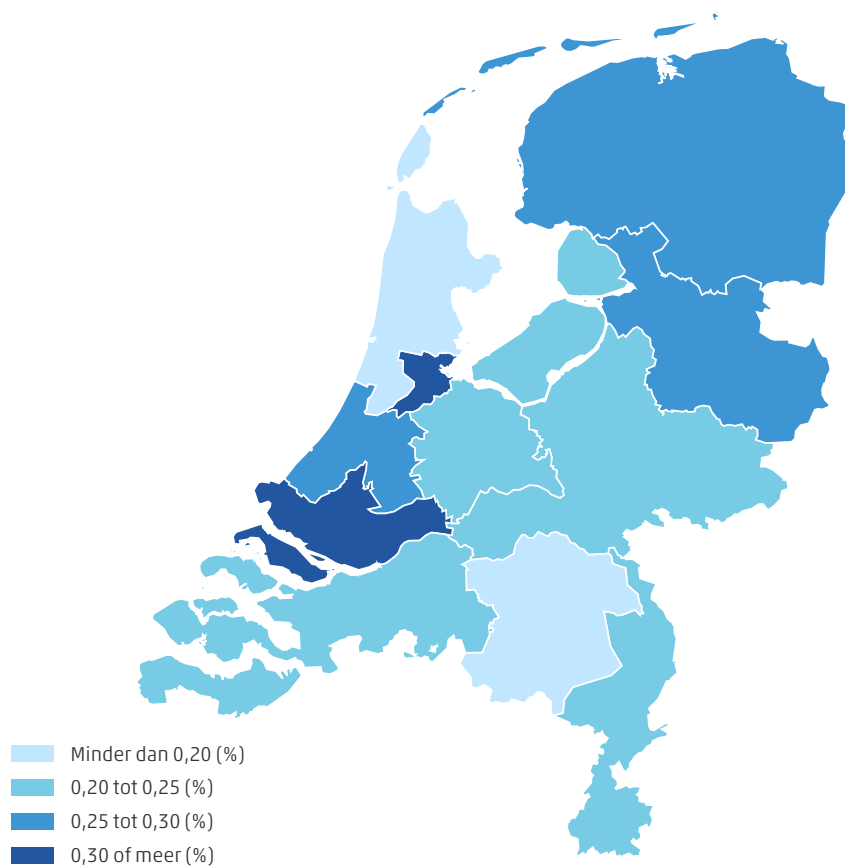 Minder dan 0,20 (%)
0,20 tot 0,25 (%)
0,25 tot 0,30 (%)
0,30 of meer (%)